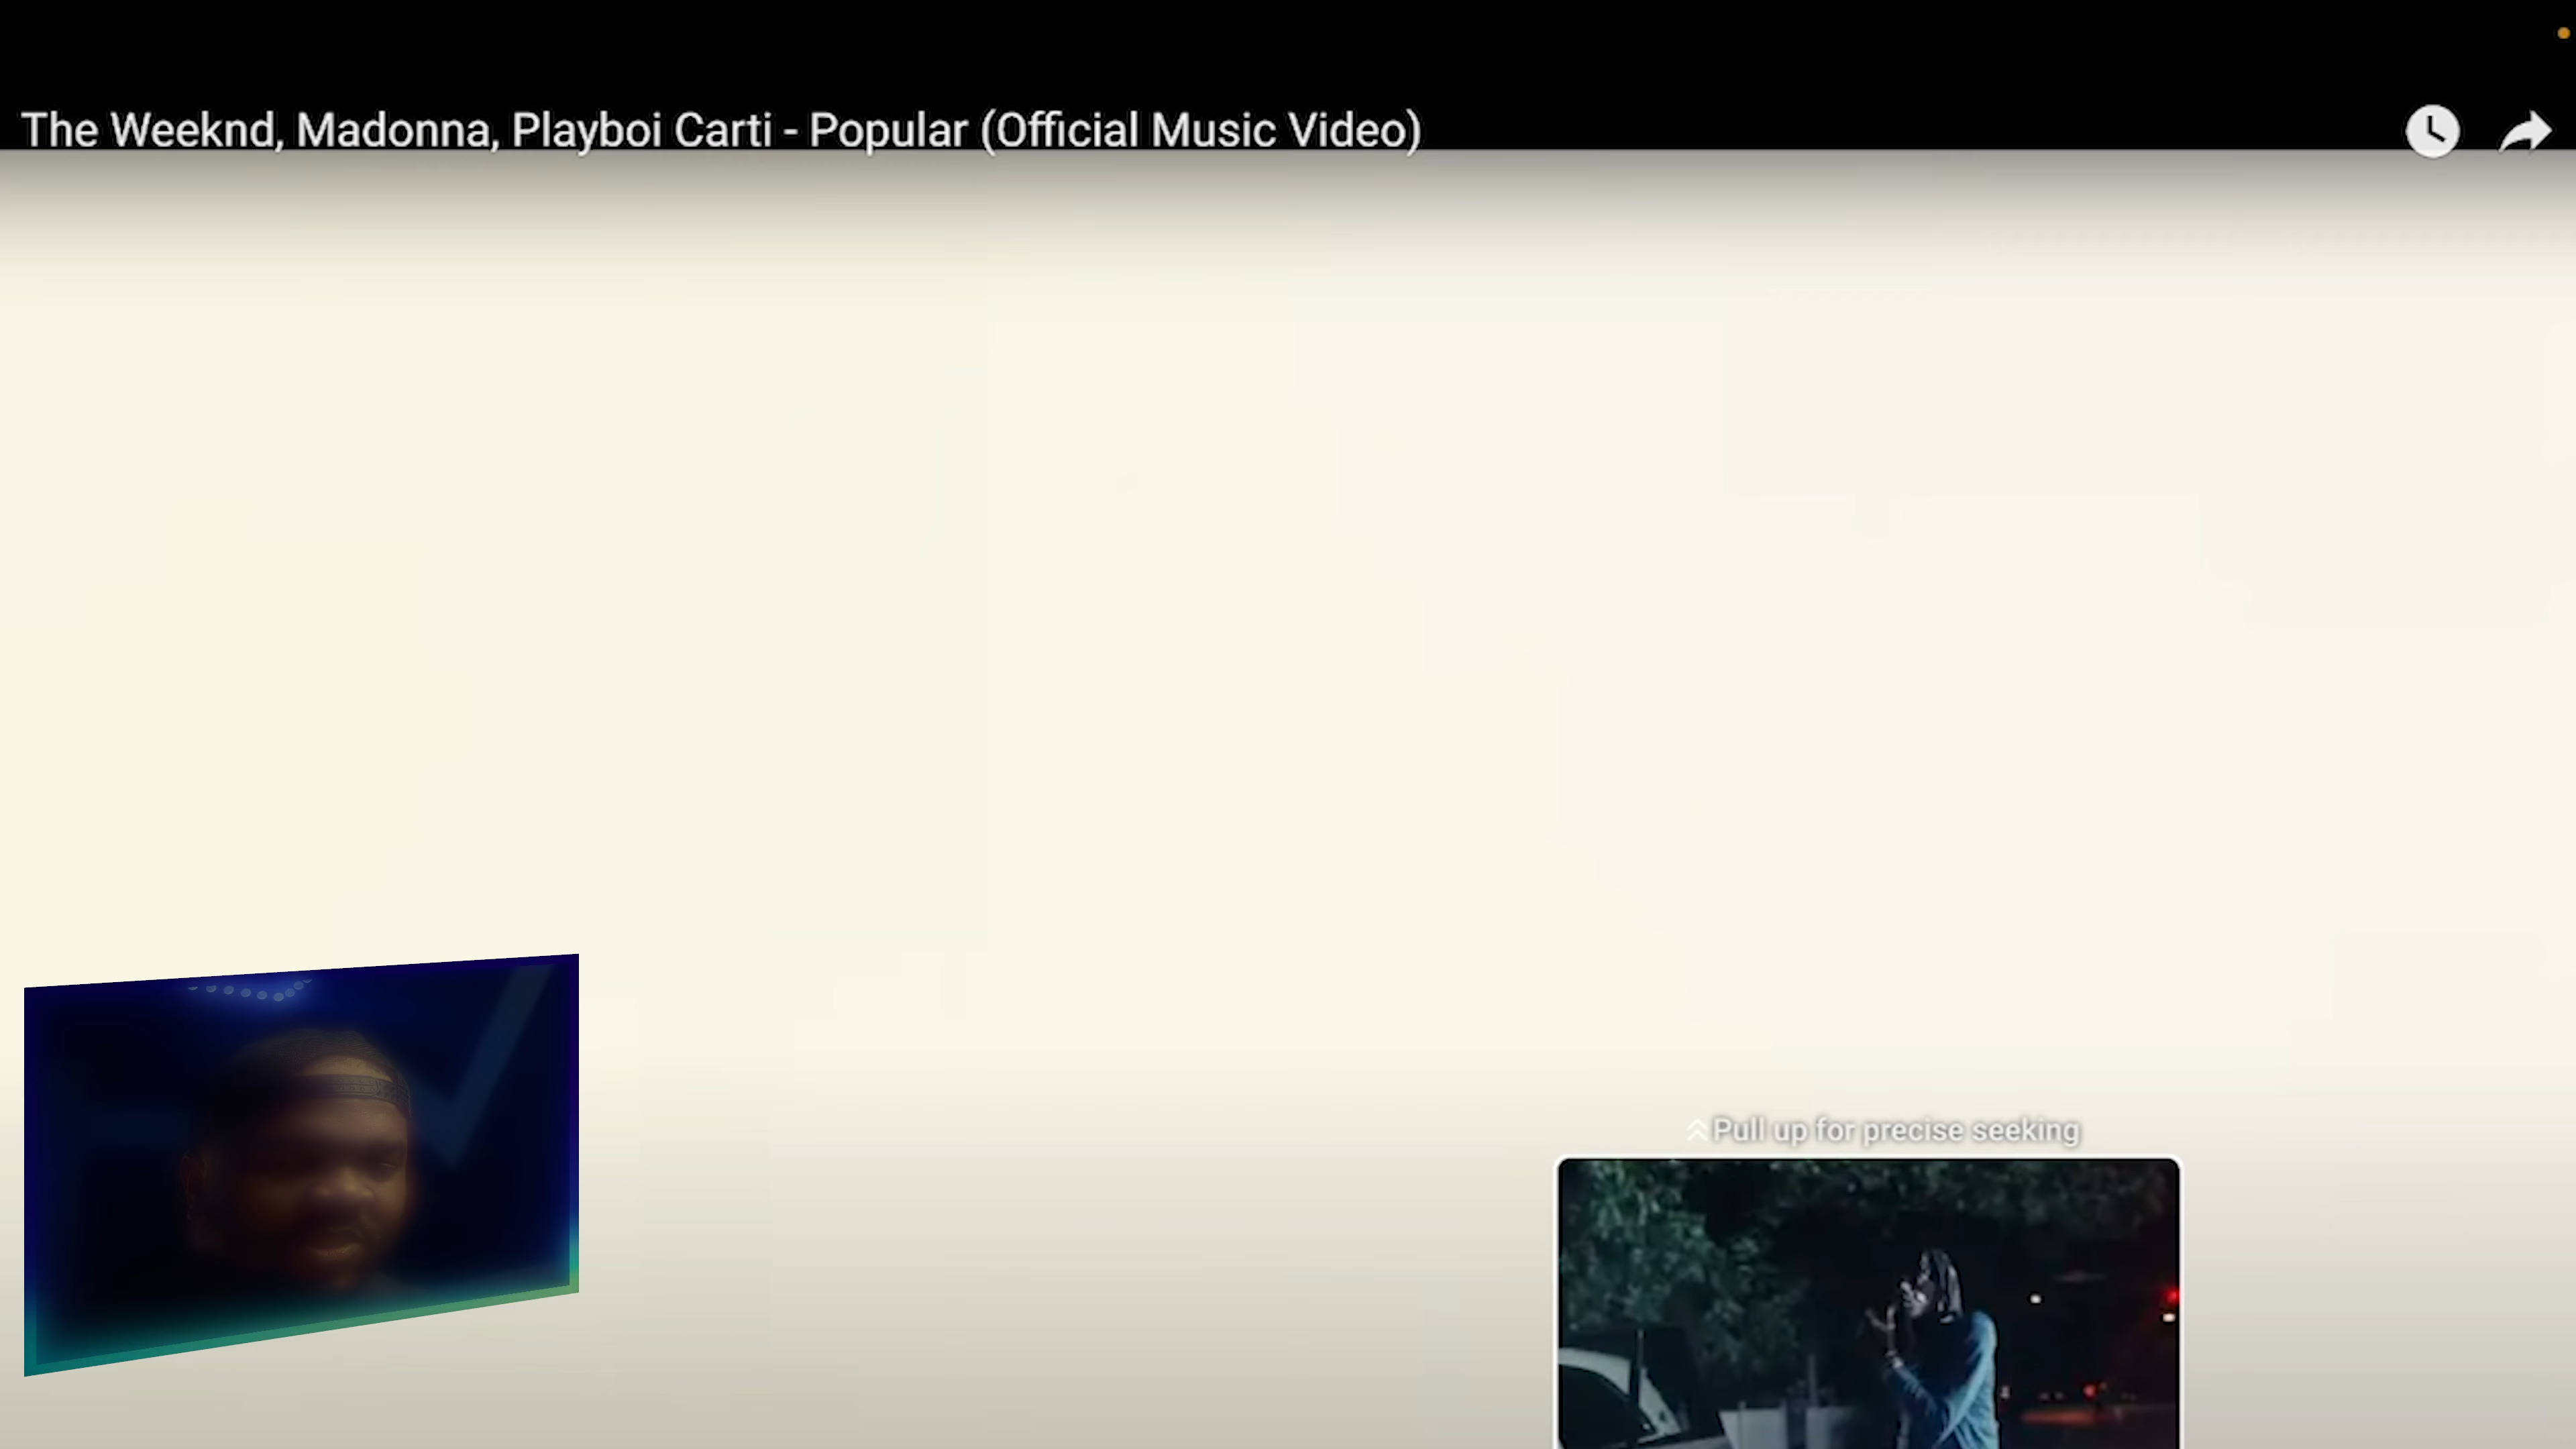 The Weeknd, Madonna, Playboi Carti - Popular (Official Music Video)
Pull up for precise seeking